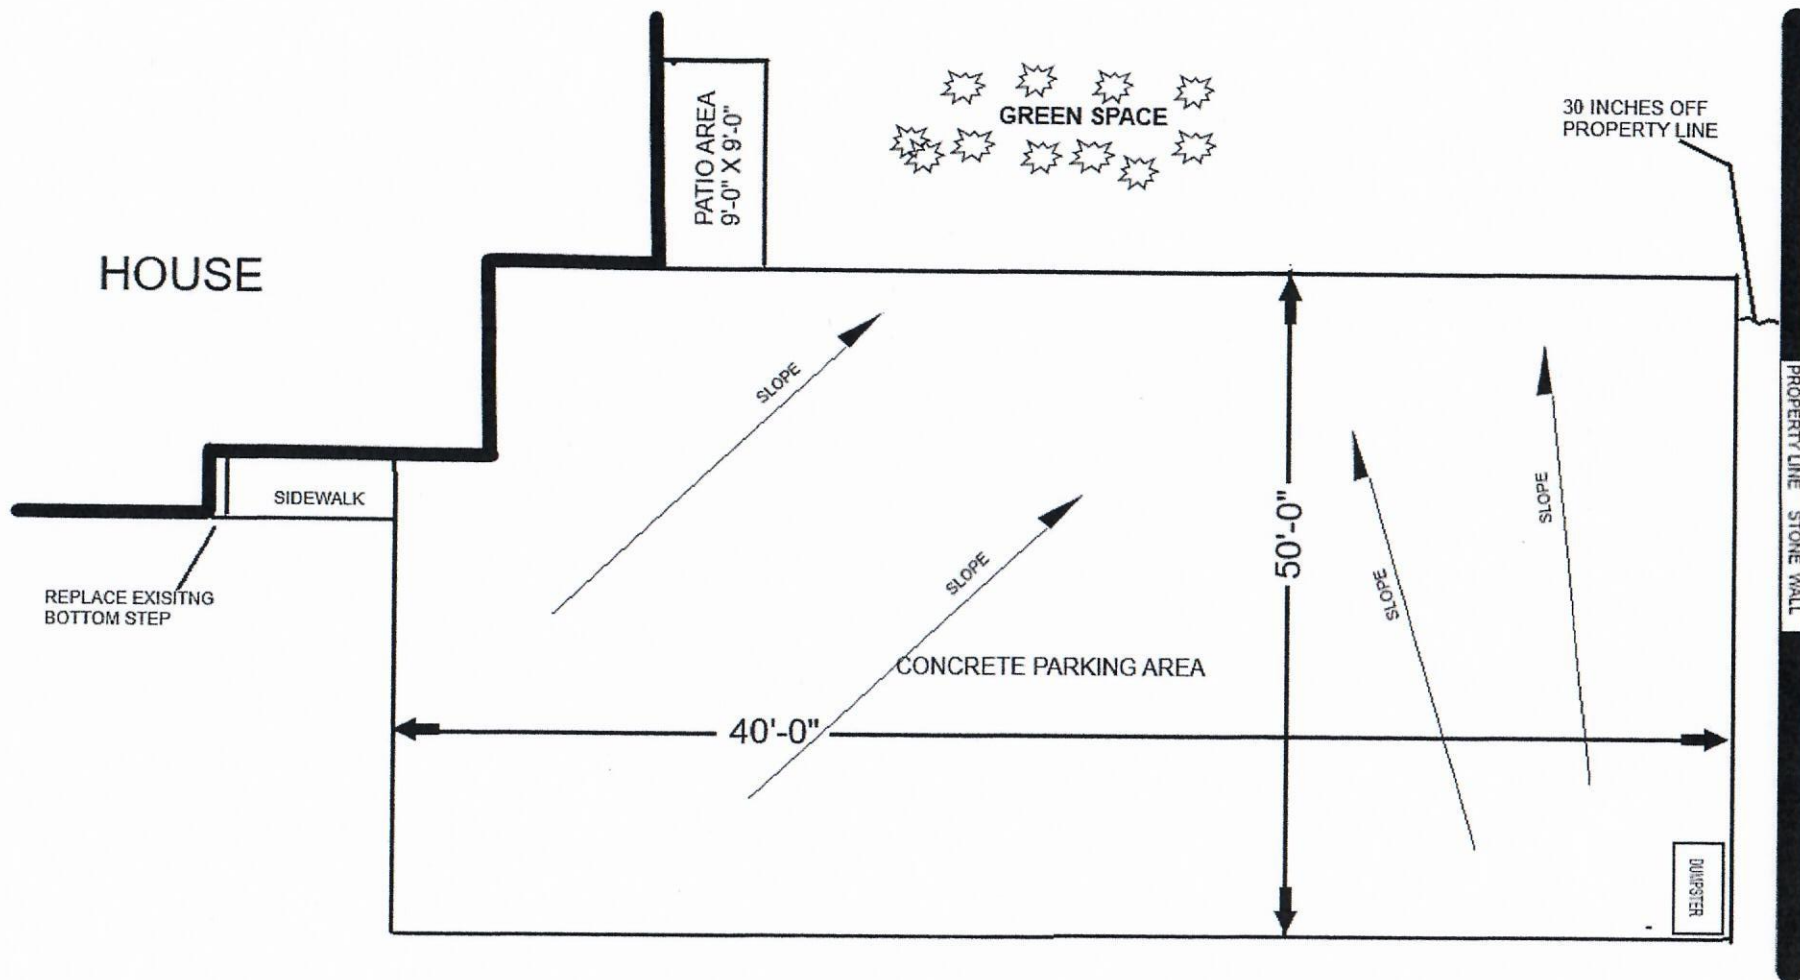 PATIO AREA
9'-0" X 9'-0"
GREEN SPACE
30 INCHES OFF
PROPERTY LINE
HOUSE
SLOPE
SLOPE
SLOPE
SLOPE
PROPERTY LINE STONE WALL
SIDEWALK
50'-0"
REPLACE EXISITNG
BOTTOM STEP
CONCRETE PARKING AREA
40'-0"
DUMPSTER